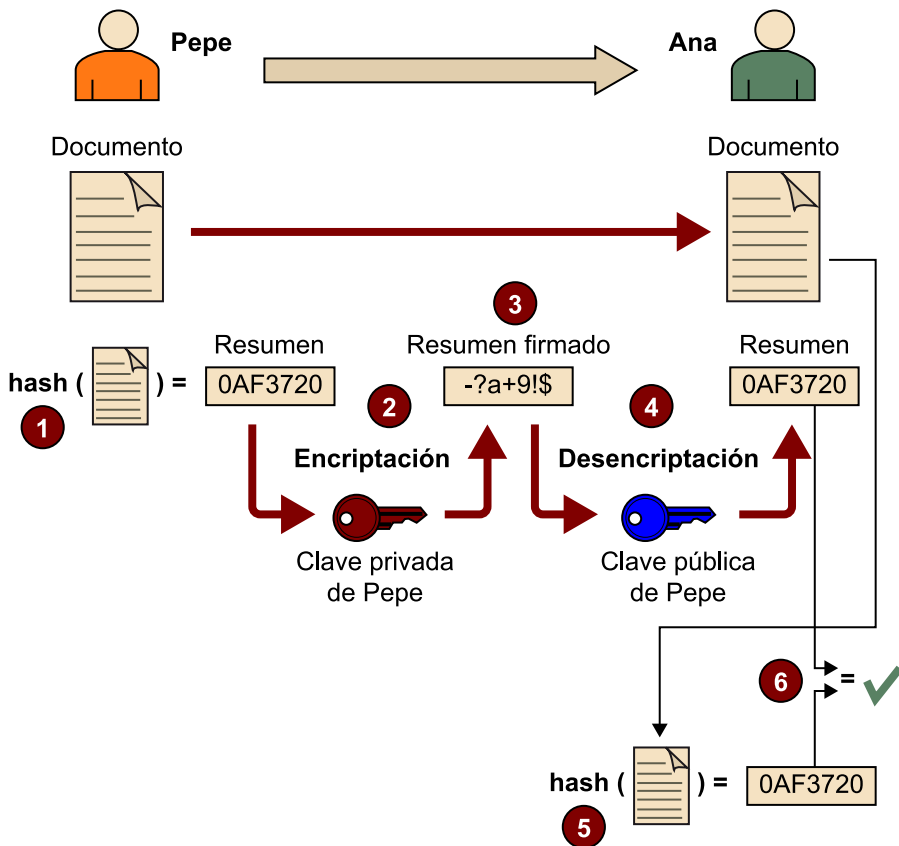 Pepe
Ana
Documento
Documento
3
Resumen
Resumen firmado
Resumen
hash ( ) =
0AF3720
-?a+9!$
0AF3720
1
2
4
Encriptación
Desencriptación
Clave privada
de Pepe
Clave pública
de Pepe
6
=
hash ( ) =
0AF3720
5